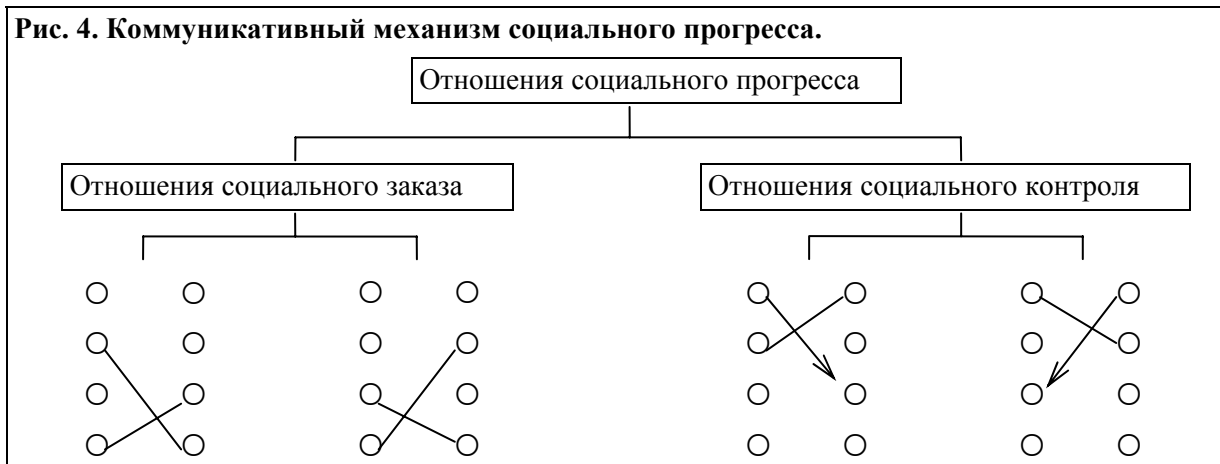 Рис. 4. Коммуникативный механизм социального прогресса.
Отношения социального прогресса
Отношения социального заказа
Отношения социального контроля